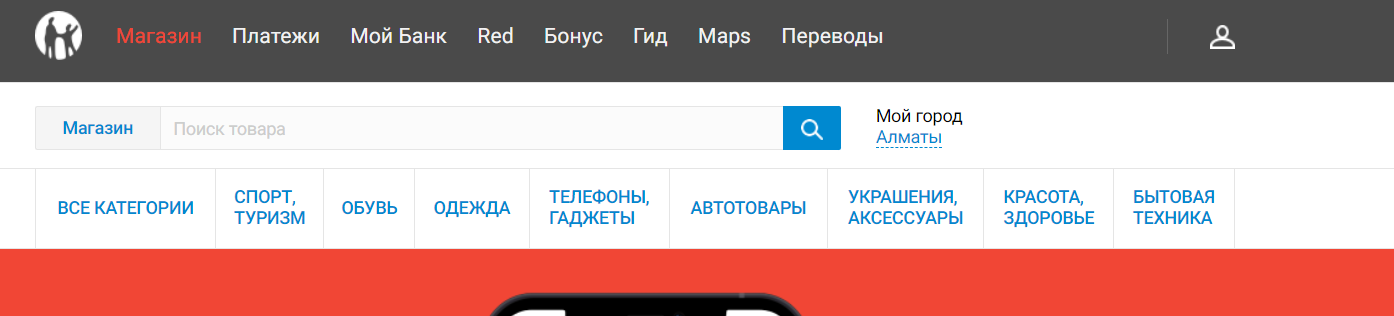 Магазин Платежи Мой Банк Red Бонус Гид Maps Переводы
Магазин Поиск товара
Мой город
Алматы
ВСЕ КАТЕГОРИИ
СПОРТ,
ТУРИЗМ
ОБУВЬ
ОДЕЖДА
ТЕЛЕФОНЫ,
ГАДЖЕТЫ
АВТОТОВАРЫ
УКРАШЕНИЯ,
АКСЕССУАРЫ
КРАСОТА,
ЗДОРОВЬЕ
БЫТОВАЯ
ТЕХНИКА